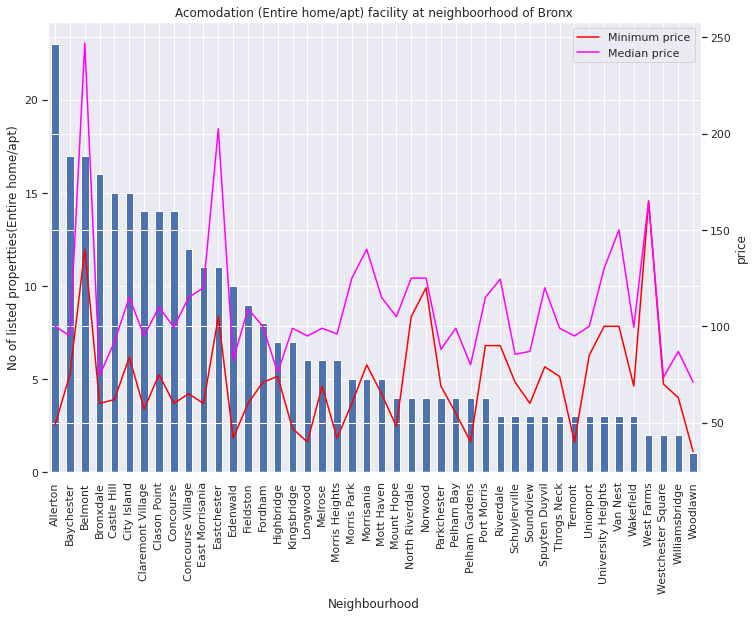 Acomodation (Entire home/apt) facility at neighboorhood of Bronx
Minimum price
Median price
No of listed propertties(Entire home/apt)
20
15
10
5
0
250
200
150
100
50
price
Allerton
Baychester
Belmont
Bronxdale
Castle Hill
City Island
Claremont Village
Clason Point
Concourse
Concourse Village
East Morrisania
Eastchester
Edenwald
Fieldston
Fordham
Highbridge
Kingsbridge
Longwood
Melrose
Morris Heights
Morris Park
Morrisania
Mott Haven
Mount Hope
North Riverdale
Norwood
Parkchester
Pelham Bay
Pelham Gardens
Port Morris
Riverdale
Schuylerville
Soundview
Spuyten Duyvil
Throgs Neck
Tremont
Unionport
University Heights
Van Nest
Wakefield
West Farms
Westchester Square
Williamsbridge
Woodlawn
Neighbourhood